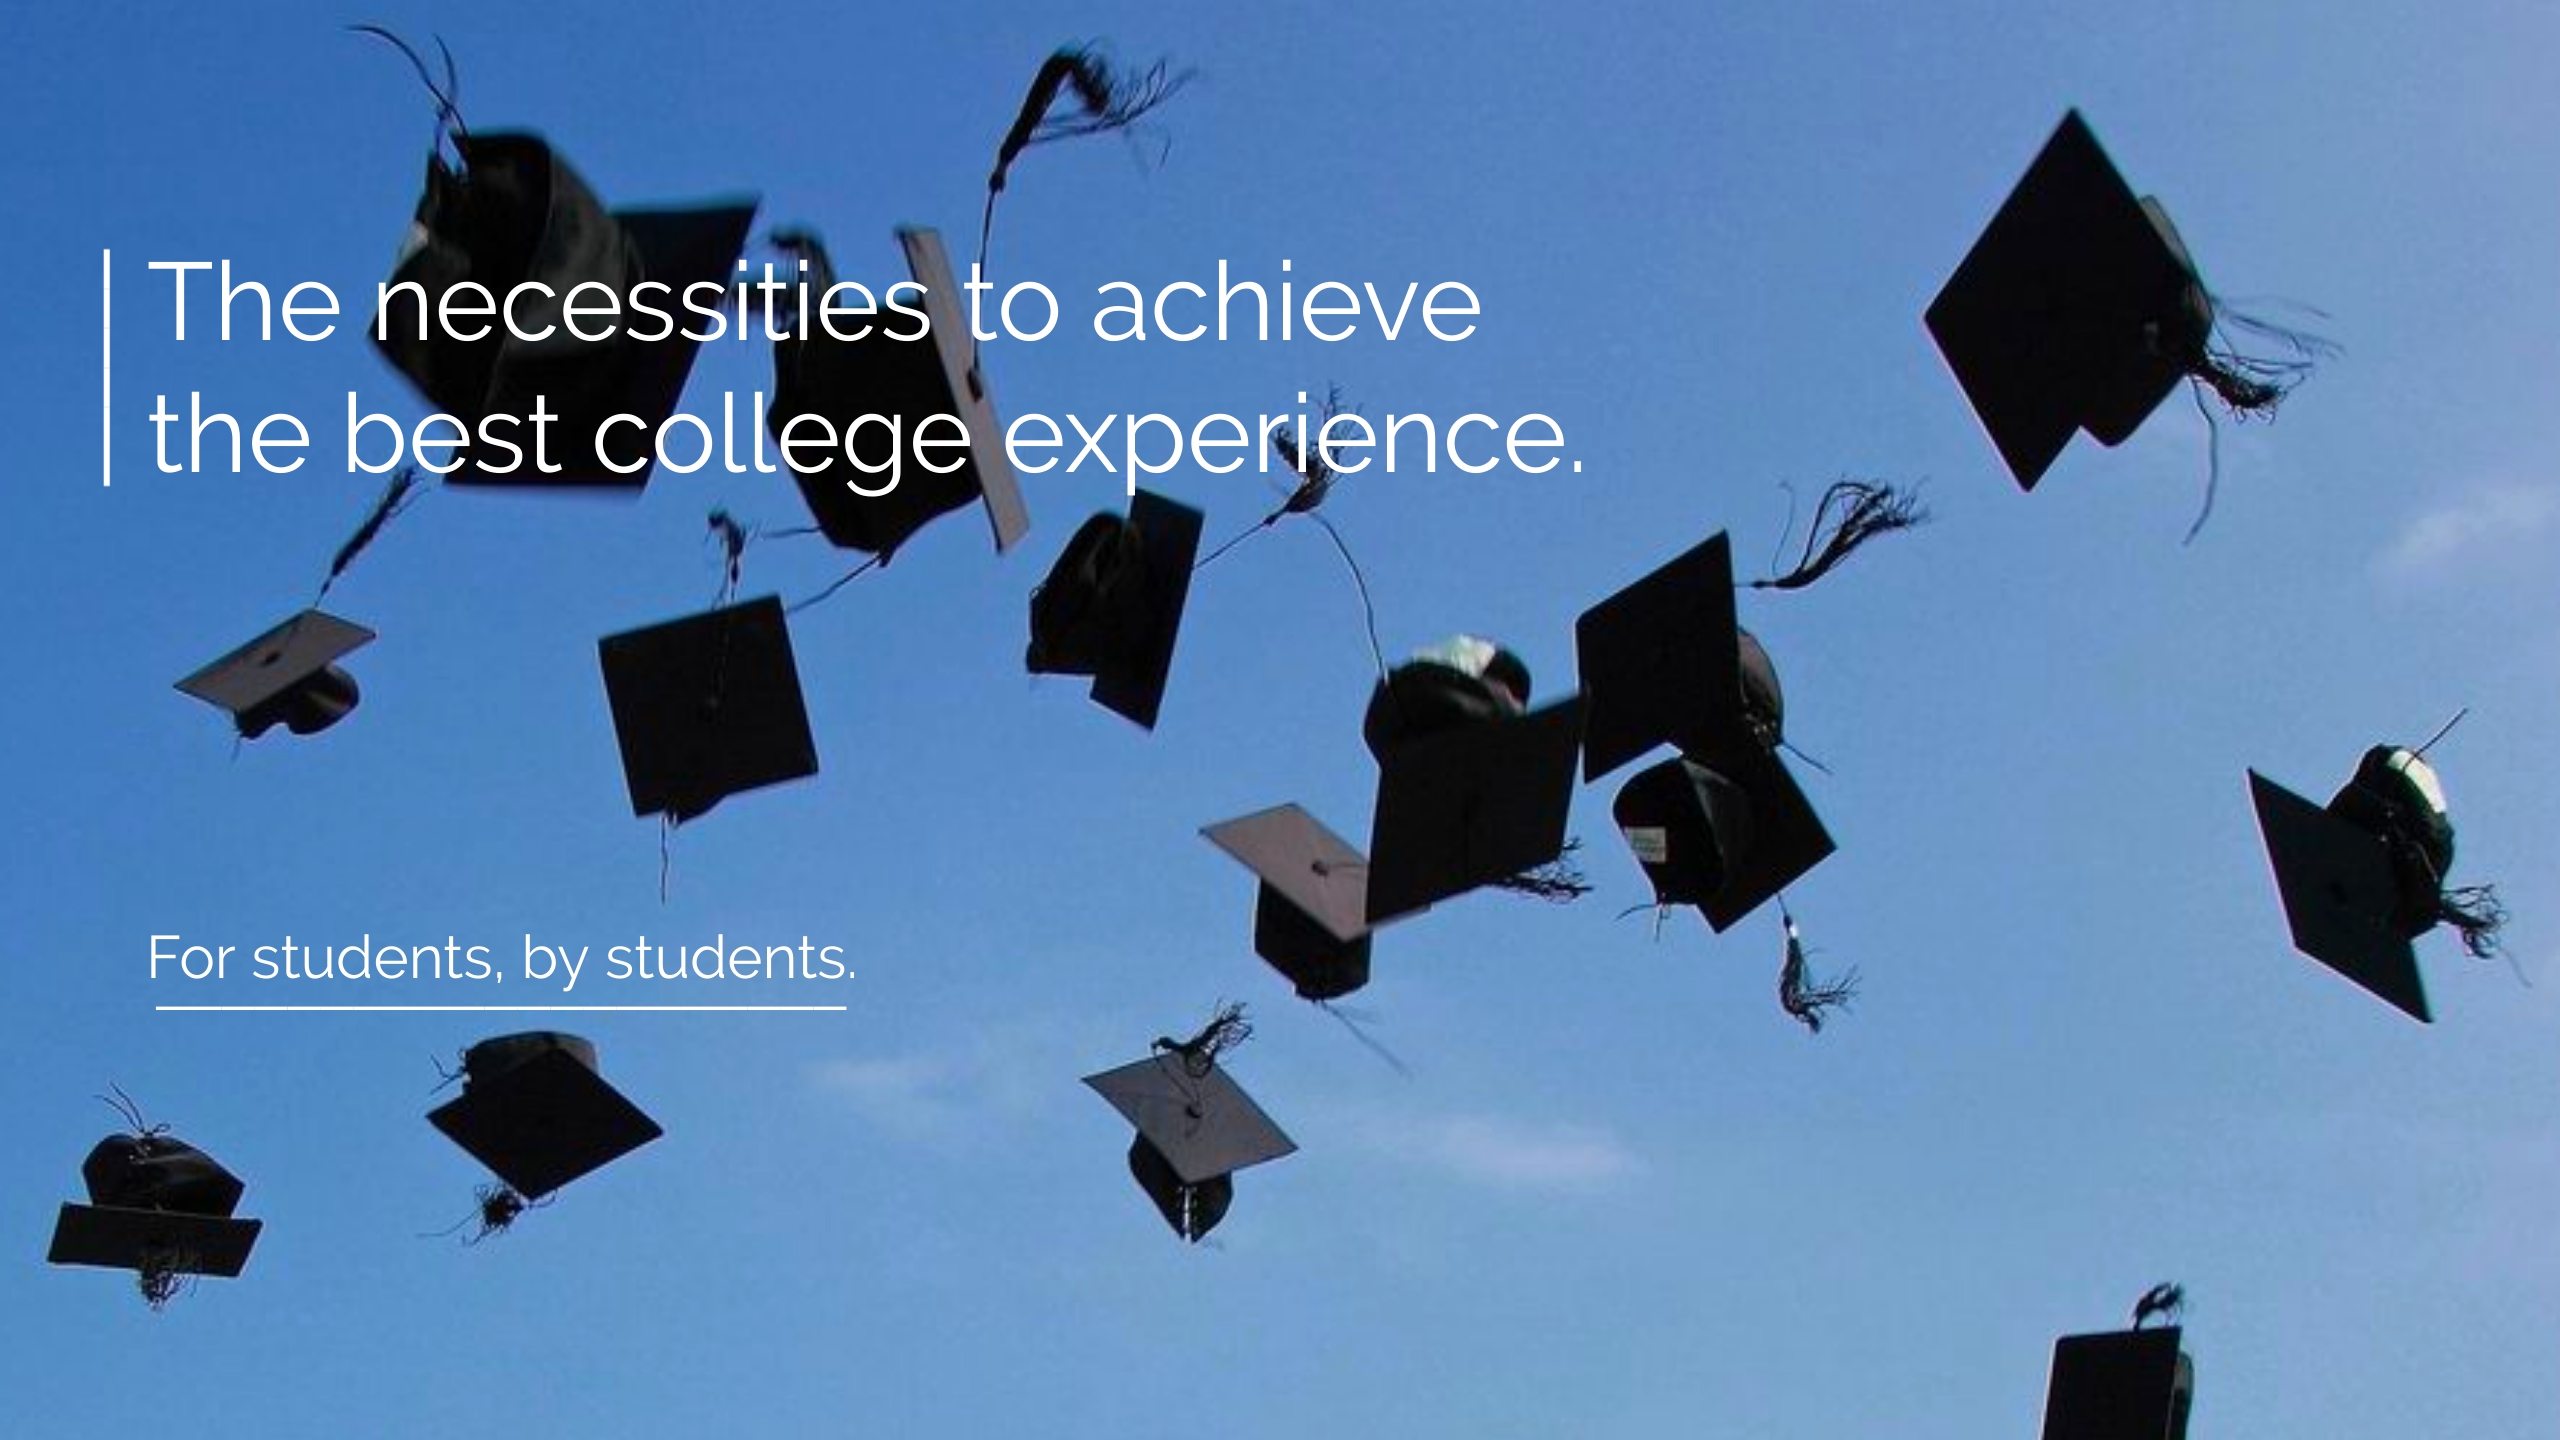 The necessities to achieve
the best college experience.
For students, by students.